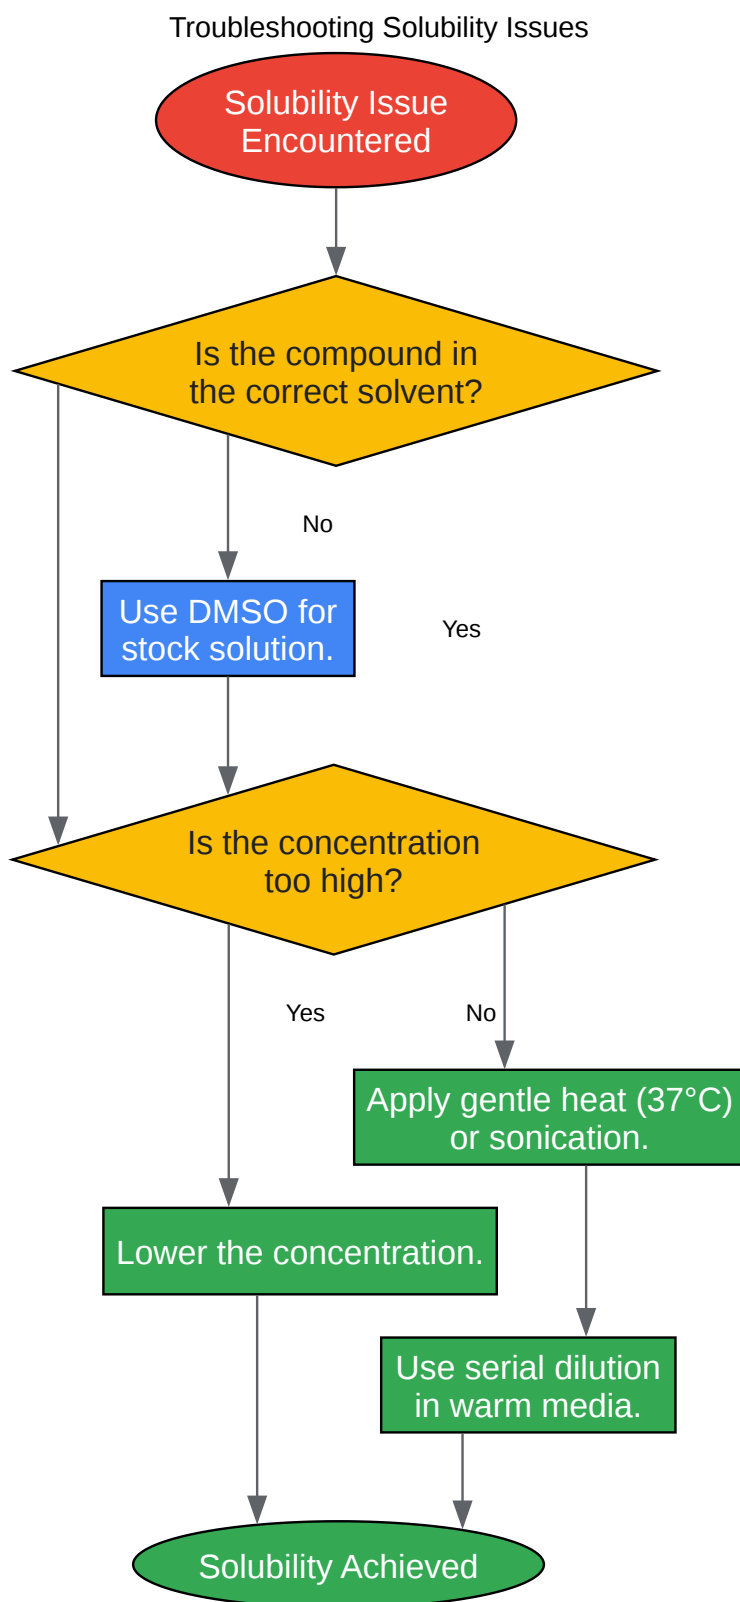 Troubleshooting Solubility Issues
Solubility Issue
Encountered
Is the compound in
the correct solvent?
No
Use DMSO for
stock solution.
Yes
Is the concentration
too high?
Yes
No
Apply gentle heat (37°C)
or sonication.
Lower the concentration.
Use serial dilution
in warm media.
Solubility Achieved